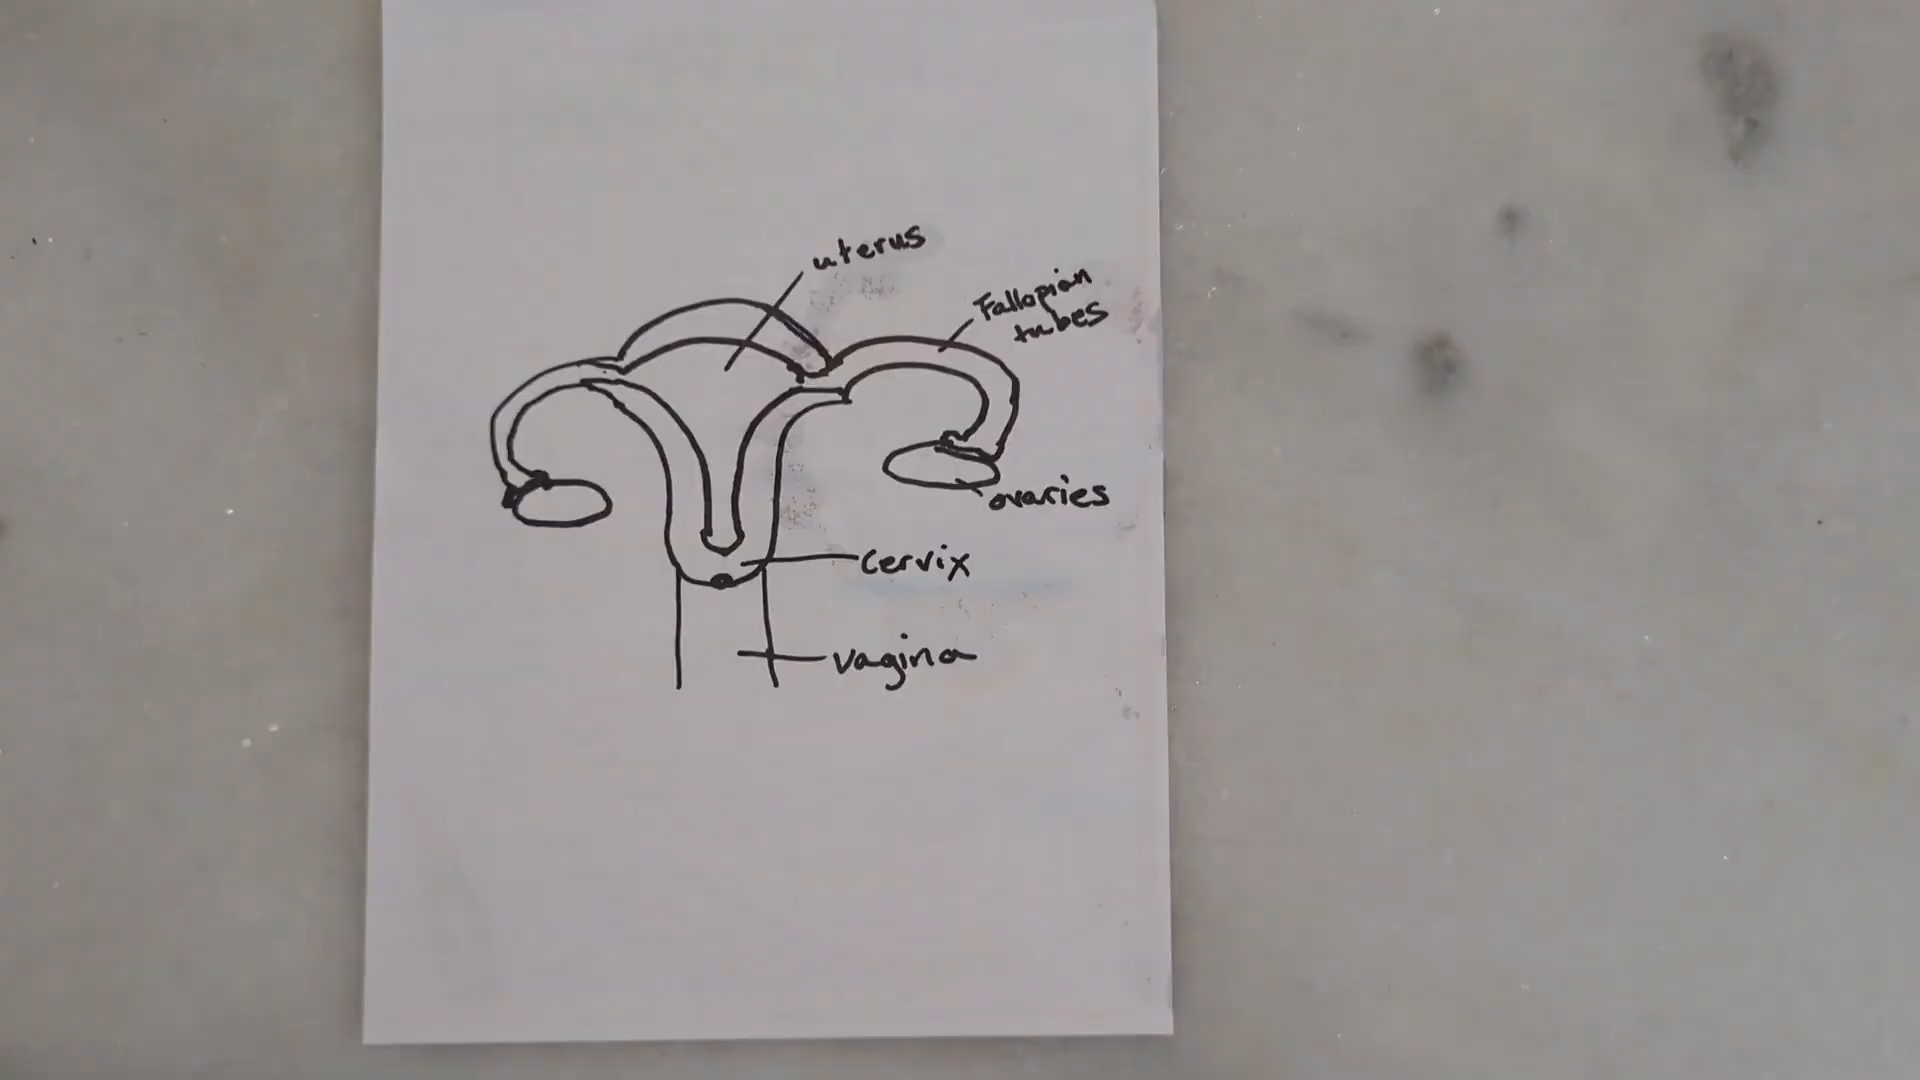 uterus
Fallopian
tubes
ovaries
cervix
vagina